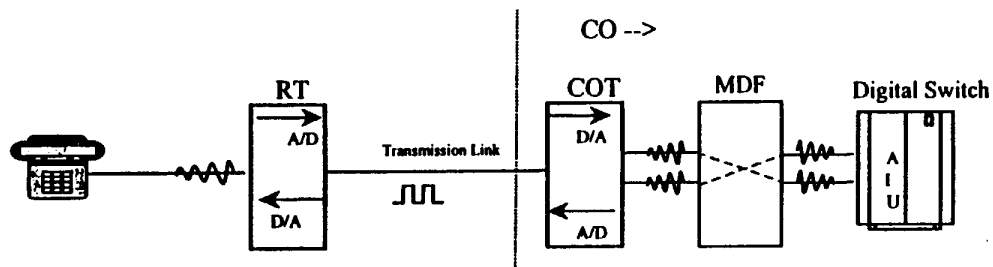 CO -->
RT
COT
MDF
Digital Switch
A/D
D/A
Transmission Link
D/A
A/D
A
I
U